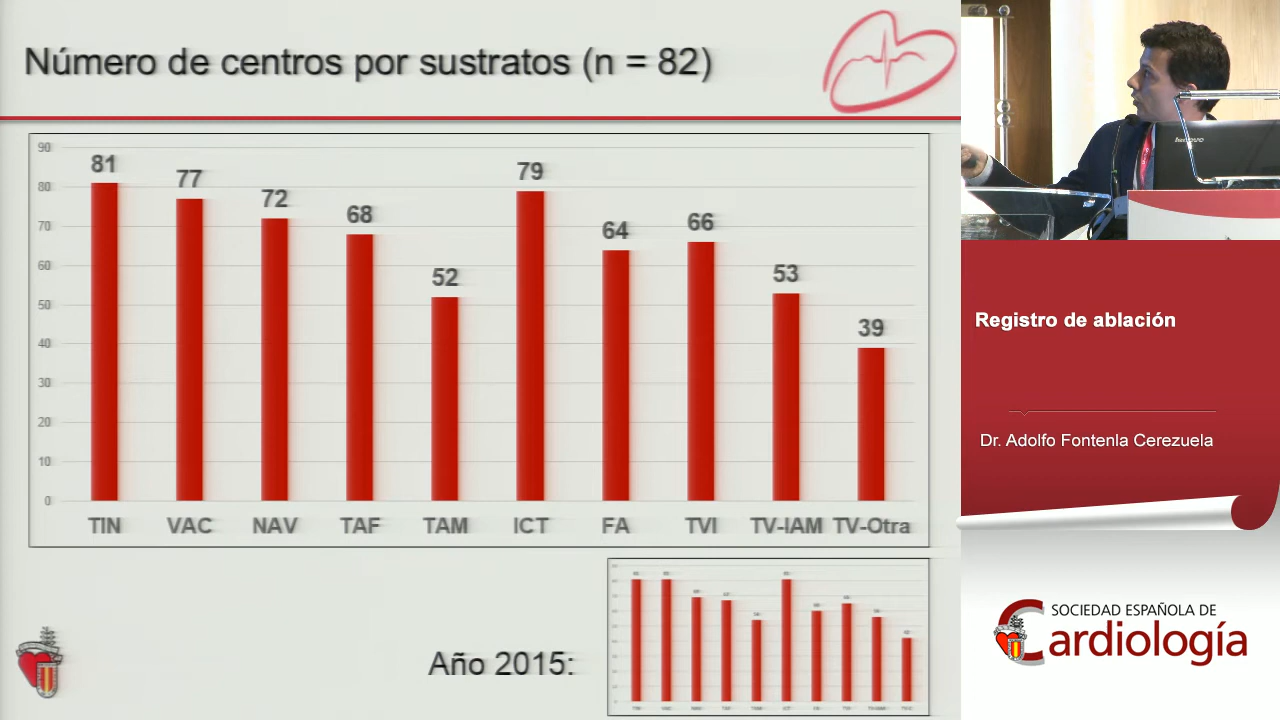 Número de centros por sustratos (n = 82)
90
80
70
60
50
40
30
20
10
0
81
77
72
68
52
79
64
66
53
39
TIN VAC NAV TAF TAM ICT FA TVI TV-IAM TV-Otra
Año 2015:
lenovo
Registro de ablación
Dr. Adolfo Fontenla Cerezuela
SOCIEDAD ESPAÑOLA DE
Cardiología